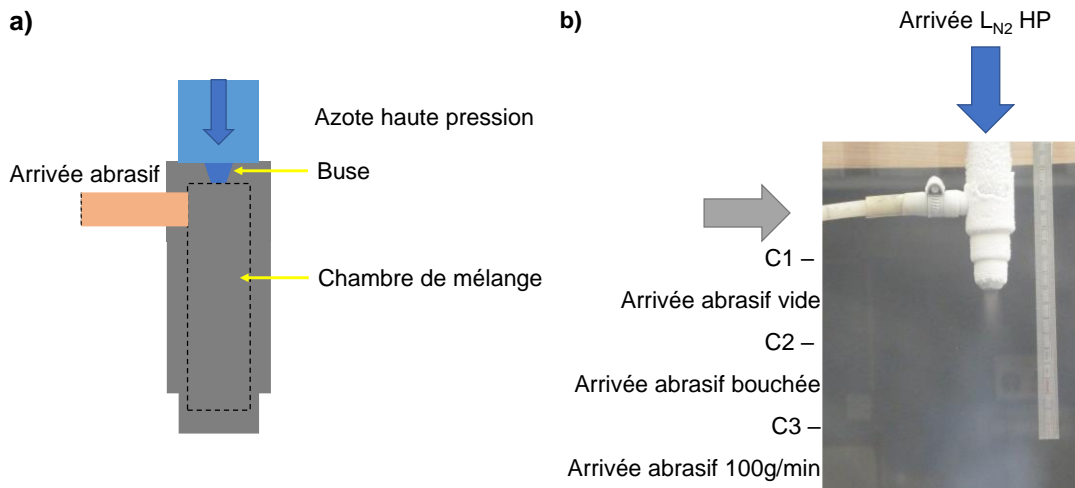 a)
Azote haute pression
Arrivée abrasif
Buse
Chambre de mélange
b)
Arrivée LN2 HP
C1 –
Arrivée abrasif vide
C2 –
Arrivée abrasif bouchée
C3 –
Arrivée abrasif 100g/min